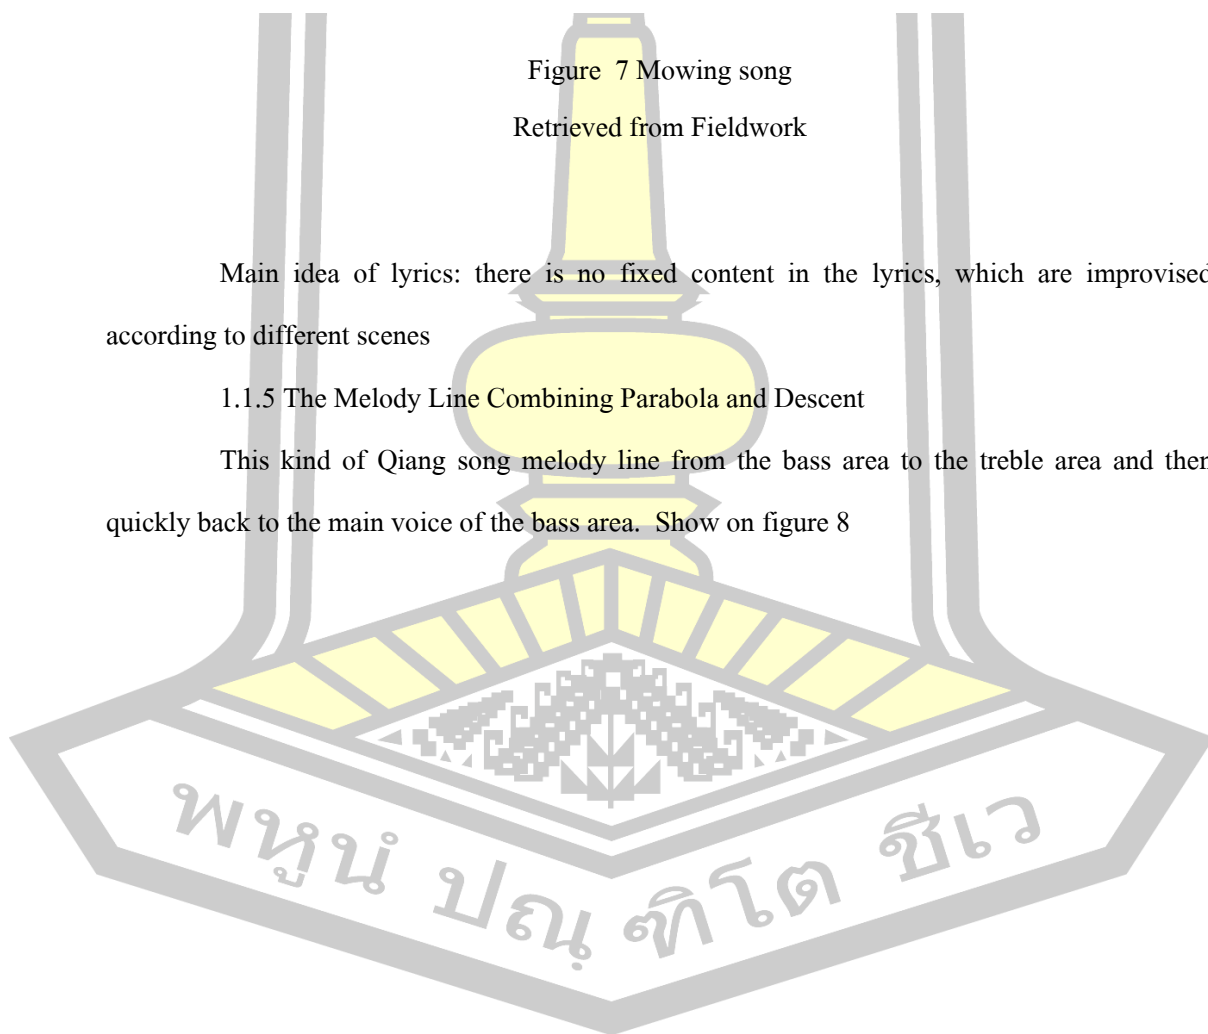 Figure 7 Mowing song
Retrieved from Fieldwork
Main idea of lyrics: there is no fixed content in the lyrics, which are improvised
according to different scenes
1.1.5 The Melody Line Combining Parabola and Descent
This kind of Qiang song melody line from the bass area to the treble area and then
quickly back to the main voice of the bass area. Show on figure 8
พหูนํ ปณฺฑิโต ชีเว